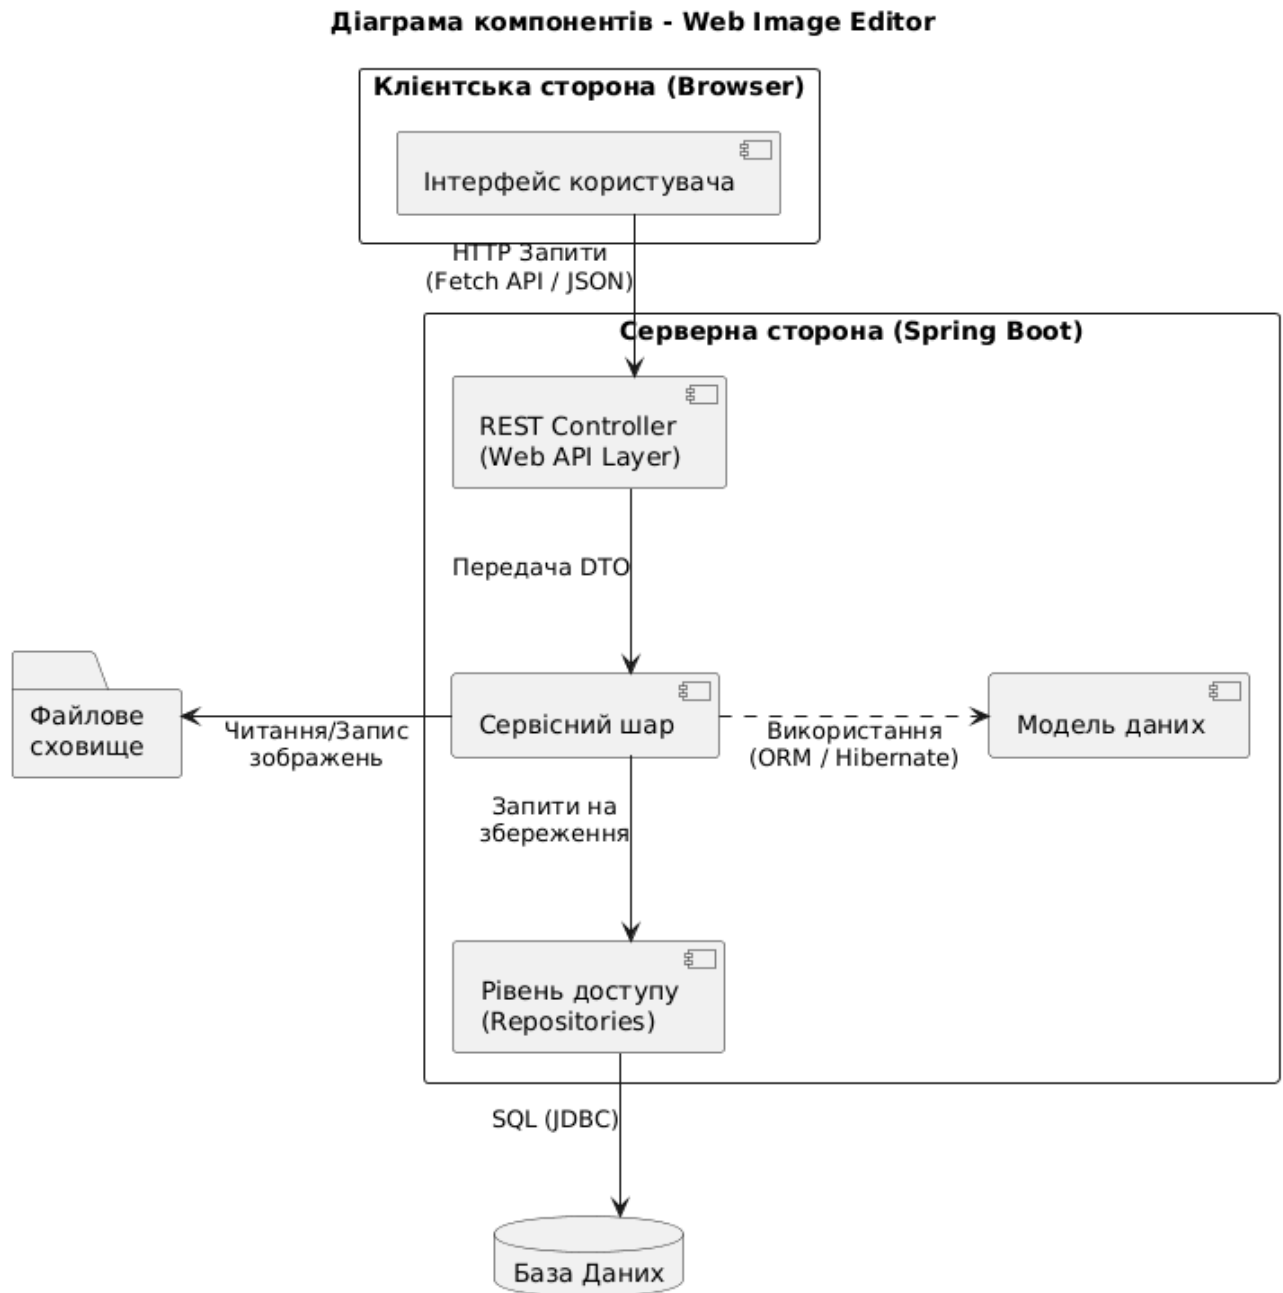 Діаграма компонентів - Web Image Editor
Клієнтська сторона (Browser)
Інтерфейс користувача
HTTP Запити
(Fetch API / JSON)
Серверна сторона (Spring Boot)
REST Controller
(Web API Layer)
Передача DTO
Файлове
сховище
Читання/Запис
зображень
Сервісний шар
Використання
(ORM / Hibernate)
Модель даних
Запити на
збереження
Рівень доступу
(Repositories)
SQL (JDBC)
База Даних